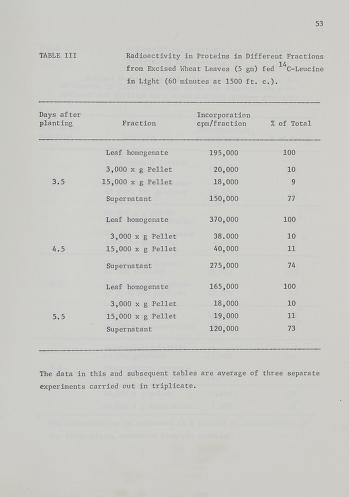 53
TABLE III Radioactivity in Proteins in Different Fractions
from Excised Wheat Leaves (5 gm) fed 14C-Leucine
in Light (60 minutes at 1500 ft. c.).
Days after planting Fraction Incorporation cpm/fraction % of Total
Leaf homogenate 195,000 100
3,000 x g Pellet 20,000 10
3.5 15,000 x g Pellet 18,000 9
Supernatant 150,000 77
Leaf homogenate 370,000 100
3,000 x g Pellet 38.000 10
4.5 15,000 x g Pellet 40,000 11
Supernatant 275,000 74
Leaf homogenate 165,000 100
3,000 x g Pellet 18,000 10
5.5 15,000 x g Pellet 19,000 11
Supernatant 120,000 73
The data in this and subsequent tables are average of three separate
experiments carried out in triplicate.